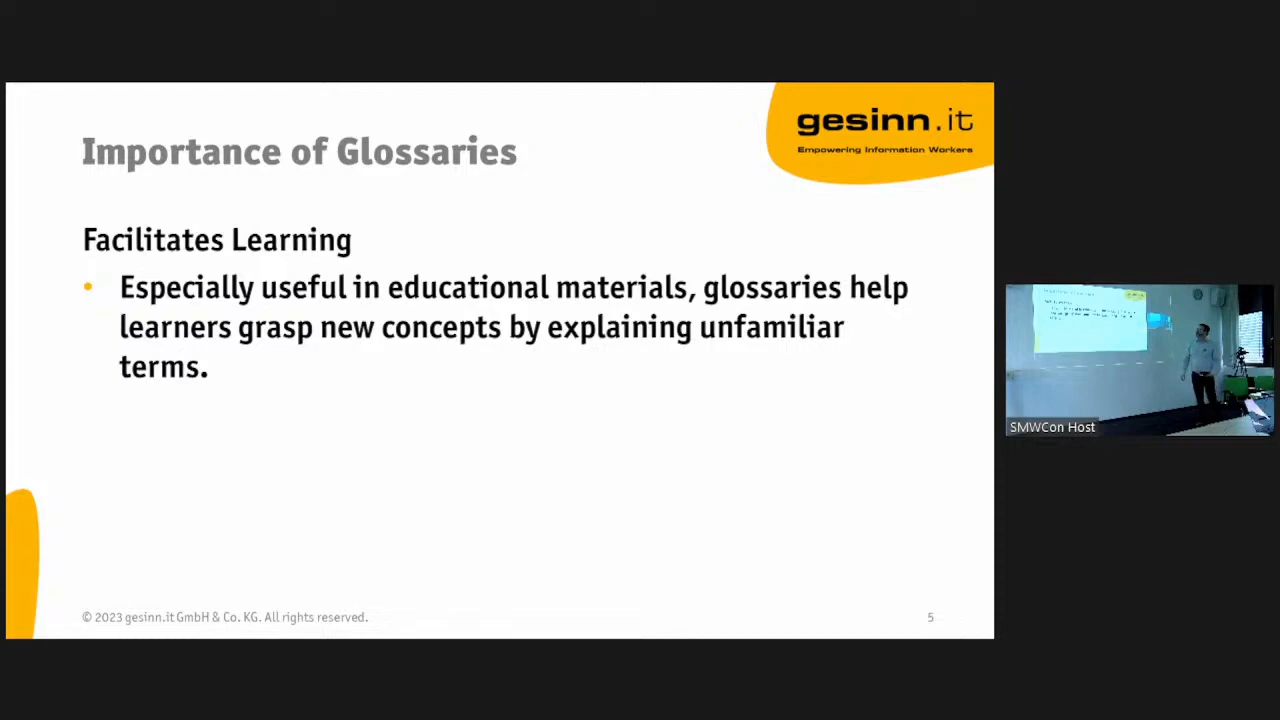 gesinn.it
Empowering Information Workers
Importance of Glossaries
Facilitates Learning
• Especially useful in educational materials, glossaries help
learners grasp new concepts by explaining unfamiliar
terms.
SMWCon Host
© 2023 gesinn.it GmbH & Co. KG. All rights reserved.
5